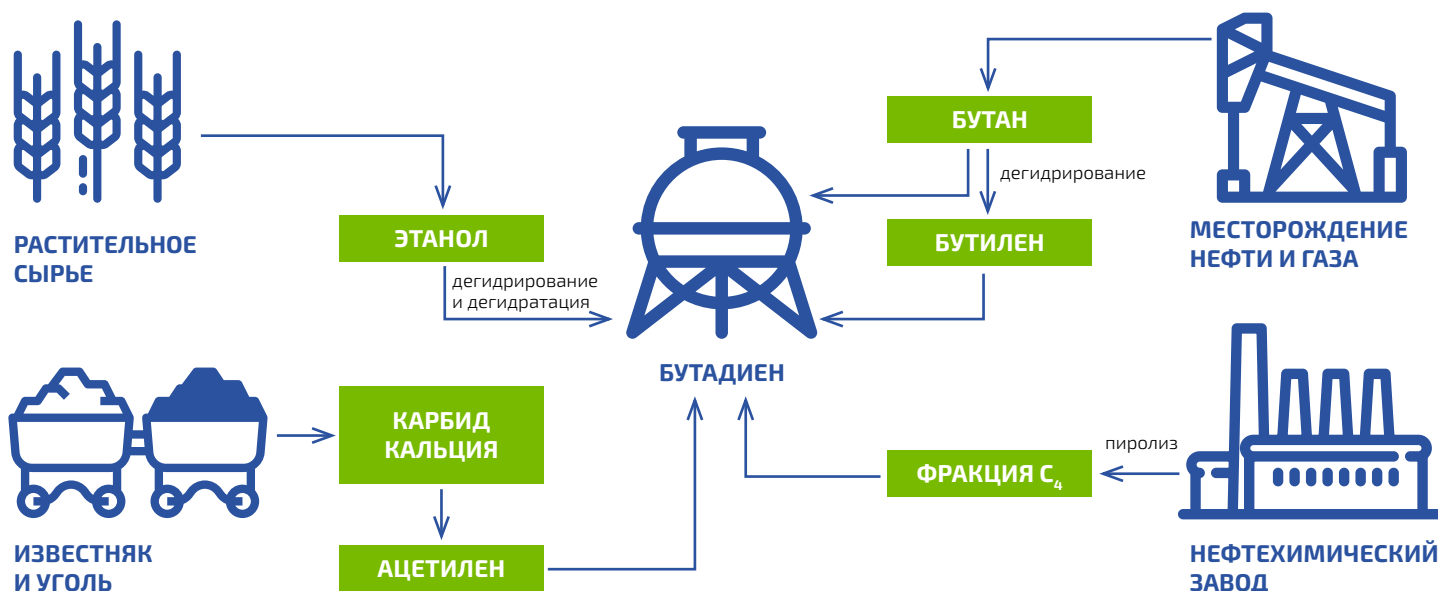 РАСТИТЕЛЬНОЕ
СЫРЬЕ
ЭТАНОЛ
дегидрирование
и дегидратация
ИЗВЕСТНЯК
И УГОЛЬ
КАРБИД
КАЛЬЦИЯ
АЦЕТИЛЕН
БУТАДИЕН
БУТАН
дегидрирование
БУТИЛЕН
МЕСТОРОЖДЕНИЕ
НЕФТИ И ГАЗА
ФРАКЦИЯ С₄
пиролиз
НЕФТЕХИМИЧЕСКИЙ
ЗАВОД